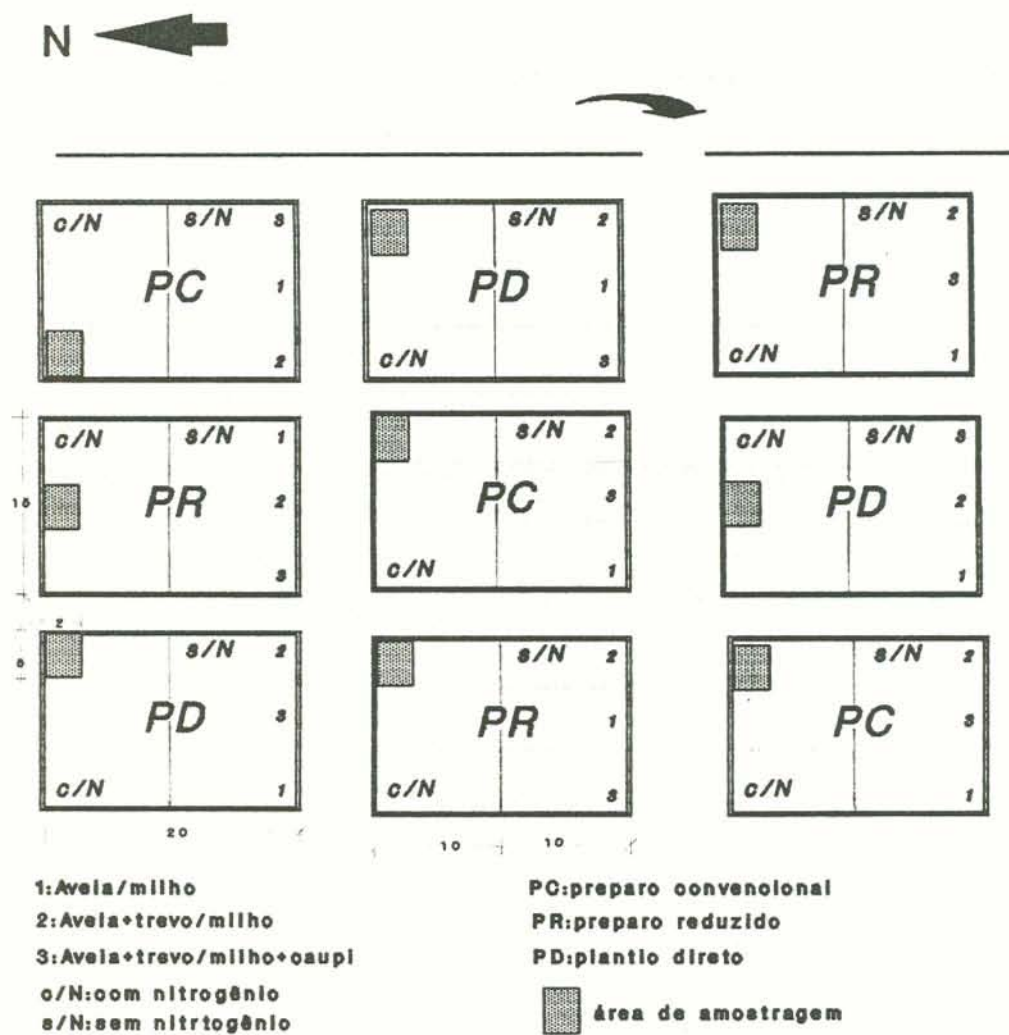 N
c/N s/N 3
PC 1
2
s/N 2
PD 1
c/N 3
s/N 2
PR 3
c/N 1
c/N s/N 1
15 PR 2
3
s/N 2
PC 3
c/N 1
c/N s/N 3
PD 2
1
2
5
s/N 2
PD 3
c/N 1
20
s/N 2
PR 1
c/N 3
10 10
s/N 2
PC 3
c/N 1
1:Aveia/milho
2:Aveia+trevo/milho
3:Aveia+trevo/milho+caupi
c/N:com nitrogênio
s/N:sem nitrtogênio
PC:preparo convencional
PR:preparo reduzido
PD:plantio direto
área de amostragem